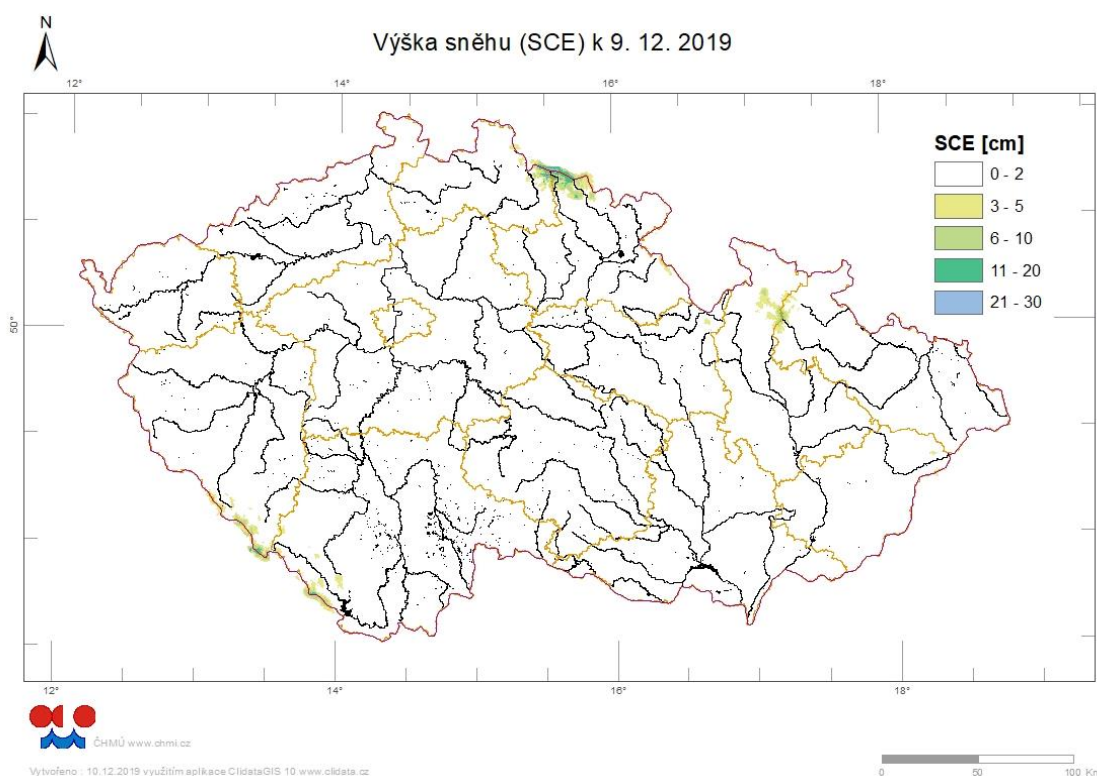 N
Výška sněhu (SCE) k 9. 12. 2019
12°
14°
16°
18°
SCE [cm]
0 - 2
3 - 5
6 - 10
11 - 20
21 - 30
50°
50°
12°
14°
16°
18°
ČHMÚ www.chmi.cz
Vytvořeno : 10.12.2019 využitím aplikace ClidataGIS 10 www.clidata.cz
0
50
100 Km